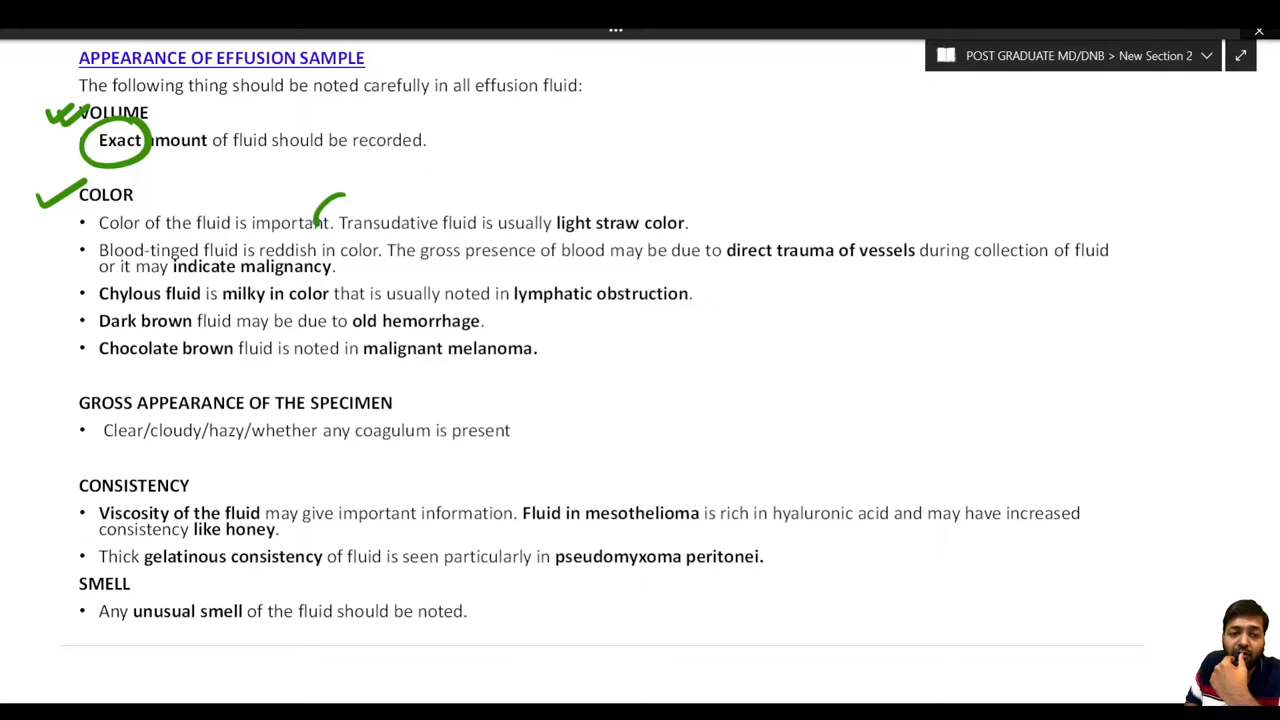 POST GRADUATE MD/DNB > New Section 2
APPEARANCE OF EFFUSION SAMPLE
The following thing should be noted carefully in all effusion fluid:
VOLUME
Exact amount of fluid should be recorded.
COLOR
• Color of the fluid is important. Transudative fluid is usually light straw color.
• Blood-tinged fluid is reddish in color. The gross presence of blood may be due to direct trauma of vessels during collection of fluid
or it may indicate malignancy.
• Chylous fluid is milky in color that is usually noted in lymphatic obstruction.
• Dark brown fluid may be due to old hemorrhage.
• Chocolate brown fluid is noted in malignant melanoma.
GROSS APPEARANCE OF THE SPECIMEN
• Clear/cloudy/hazy/whether any coagulum is present
CONSISTENCY
• Viscosity of the fluid may give important information. Fluid in mesothelioma is rich in hyaluronic acid and may have increased
consistency like honey.
• Thick gelatinous consistency of fluid is seen particularly in pseudomyxoma peritonei.
SMELL
• Any unusual smell of the fluid should be noted.